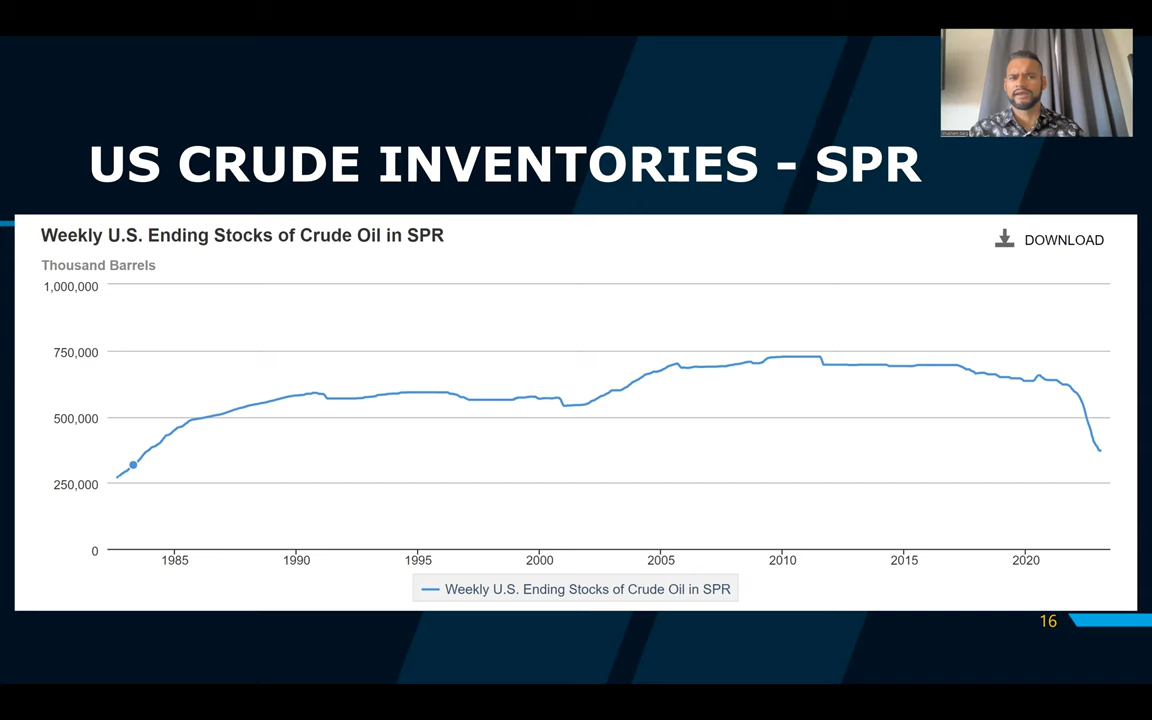 US CRUDE INVENTORIES - SPR
Weekly U.S. Ending Stocks of Crude Oil in SPR
DOWNLOAD
Thousand Barrels
1,000,000
750,000
500,000
250,000
0
1985 1990 1995 2000 2005 2010 2015 2020
Weekly U.S. Ending Stocks of Crude Oil in SPR
16